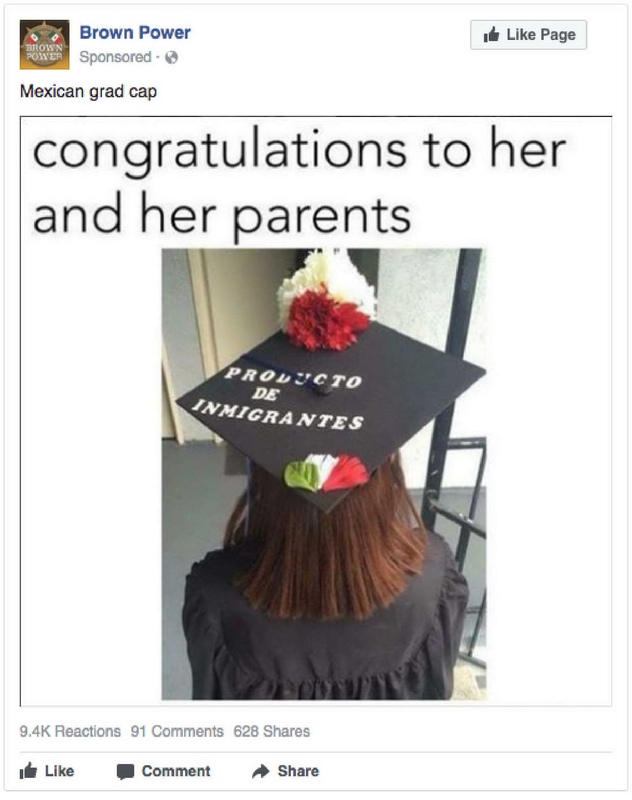 Brown Power
BROWN
POWER
Sponsored ·
Like Page
Mexican grad cap
congratulations to her
and her parents
PRODUCTO
DE
INMIGRANTES
9.4K Reactions 91 Comments 628 Shares
Like Comment Share